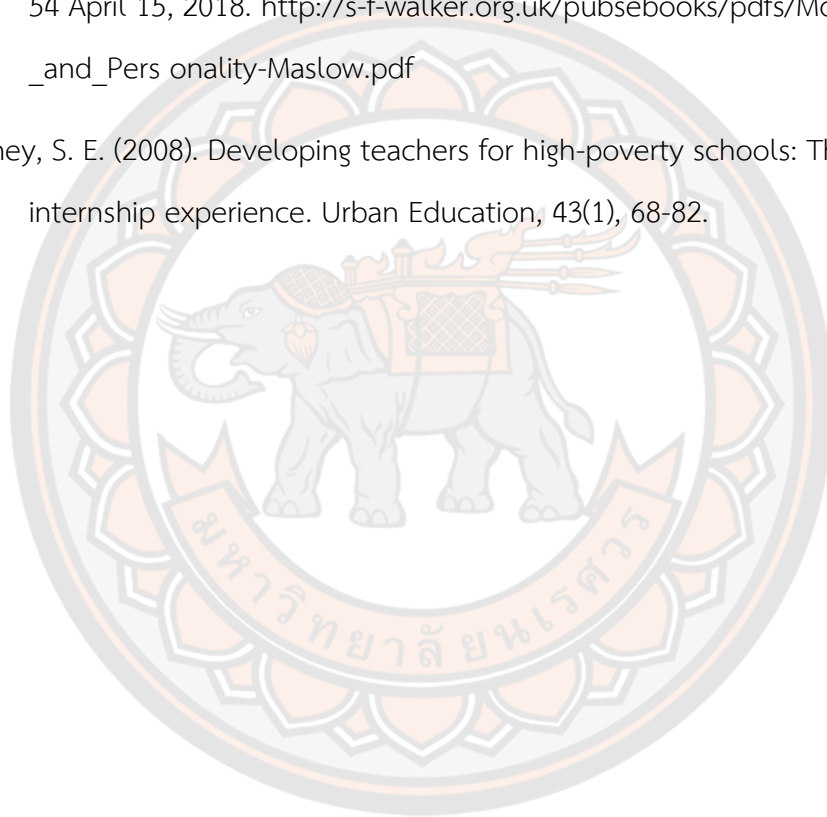 54 April 15, 2018. http://s-f-walker.org.uk/pubsebooks/pdfs/Mo
_and_Pers onality-Maslow.pdf
ney, S. E. (2008). Developing teachers for high-poverty schools: Th
internship experience. Urban Education, 43(1), 68-82.
มหาวิทยาลัยนเรศวร